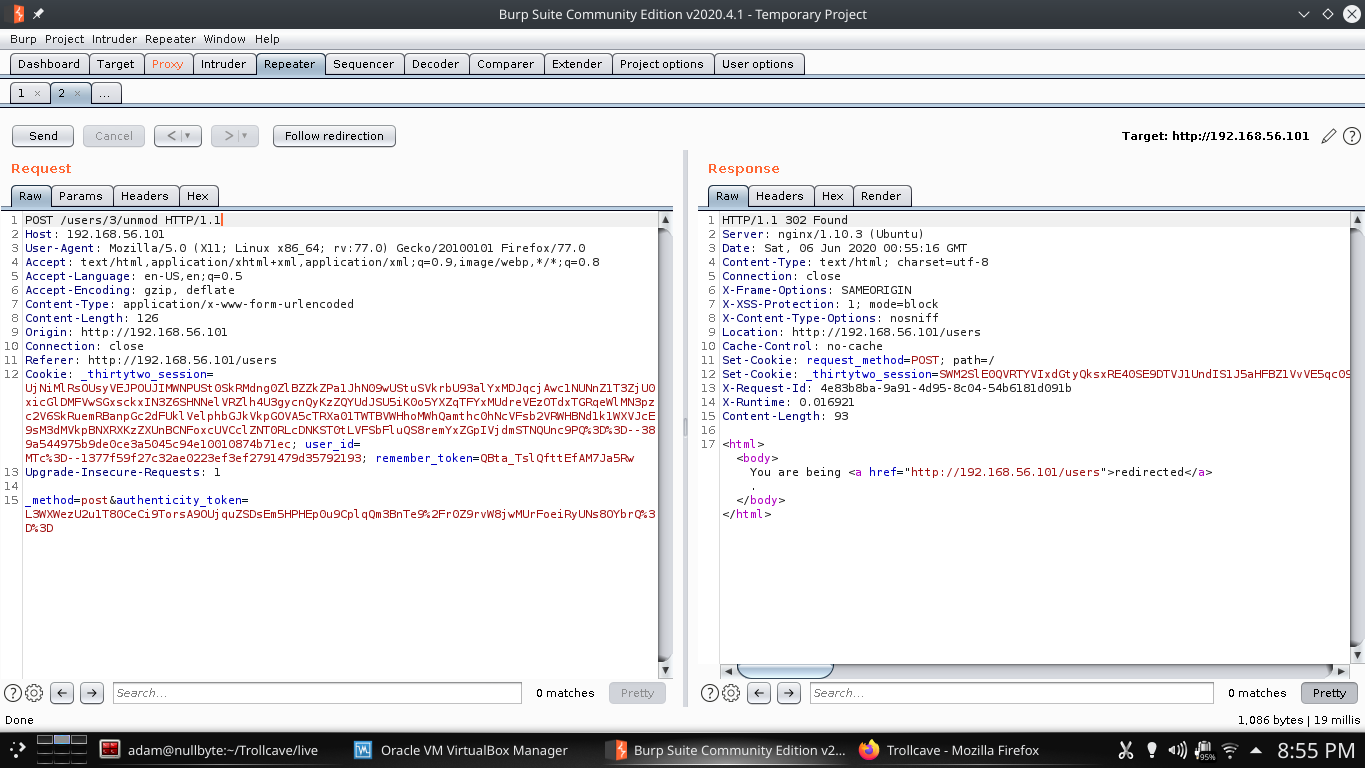 Burp Suite Community Edition v2020.4.1 - Temporary Project
Burp Project Intruder Repeater Window Help
Dashboard Target Proxy Intruder Repeater Sequencer Decoder Comparer Extender Project options User options
1 × 2 × ...
Send Cancel < > Follow redirection Target: http://192.168.56.101
Request
Raw Params Headers Hex
1 POST /users/3/unmod HTTP/1.1
2 Host: 192.168.56.101
3 User-Agent: Mozilla/5.0 (X11; Linux x86_64; rv:77.0) Gecko/20100101 Firefox/77.0
4 Accept: text/html,application/xhtml+xml,application/xml;q=0.9,image/webp,*/*;q=0.8
5 Accept-Language: en-US,en;q=0.5
6 Accept-Encoding: gzip, deflate
7 Content-Type: application/x-www-form-urlencoded
8 Content-Length: 126
9 Origin: http://192.168.56.101
10 Connection: close
11 Referer: http://192.168.56.101/users
12 Cookie: _thirtytwo_session=
389a544975b9de0ce3a5045c94e10010874b71ec; user_id=
MTc%3D--1377f59f27c32ae0223ef3ef2791479d35792193; remember_token=QBta_TslQfttEfAM7Ja5Rw
13 Upgrade-Insecure-Requests: 1
14
15 _method=post&authenticity_token=
D%3D
? Search... 0 matches Pretty
Response
Raw Headers Hex Render
1 HTTP/1.1 302 Found
2 Server: nginx/1.10.3 (Ubuntu)
3 Date: Sat, 06 Jun 2020 00:55:16 GMT
4 Content-Type: text/html; charset=utf-8
5 Connection: close
6 X-Frame-Options: SAMEORIGIN
7 X-XSS-Protection: 1; mode=block
8 X-Content-Type-Options: nosniff
9 Location: http://192.168.56.101/users
10 Cache-Control: no-cache
11 Set-Cookie: request_method=POST; path=/
12 Set-Cookie: _thirtytwo_session=
13 X-Request-Id: 4e83b8ba-9a91-4d95-8c04-54b6181d091b
14 X-Runtime: 0.016921
15 Content-Length: 93
16
17 <html>
<body>
You are being <a href="http://192.168.56.101/users">redirected</a>
.
</body>
</html>
? Search... 0 matches Pretty
Done 1,086 bytes | 19 millis
adam@nullbyte:~/Trollcave/live Oracle VM VirtualBox Manager Burp Suite Community Edition v2... Trollcave - Mozilla Firefox 95% 8:55 PM